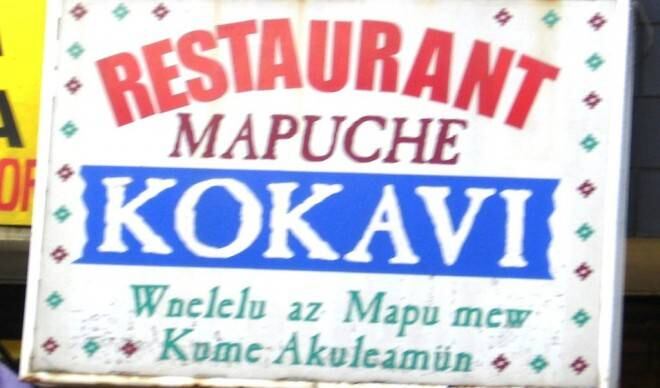 RESTAURANT
MAPUCHE
KOKAVI
Wnelelu az Mapu mew
Kume Akuleamün